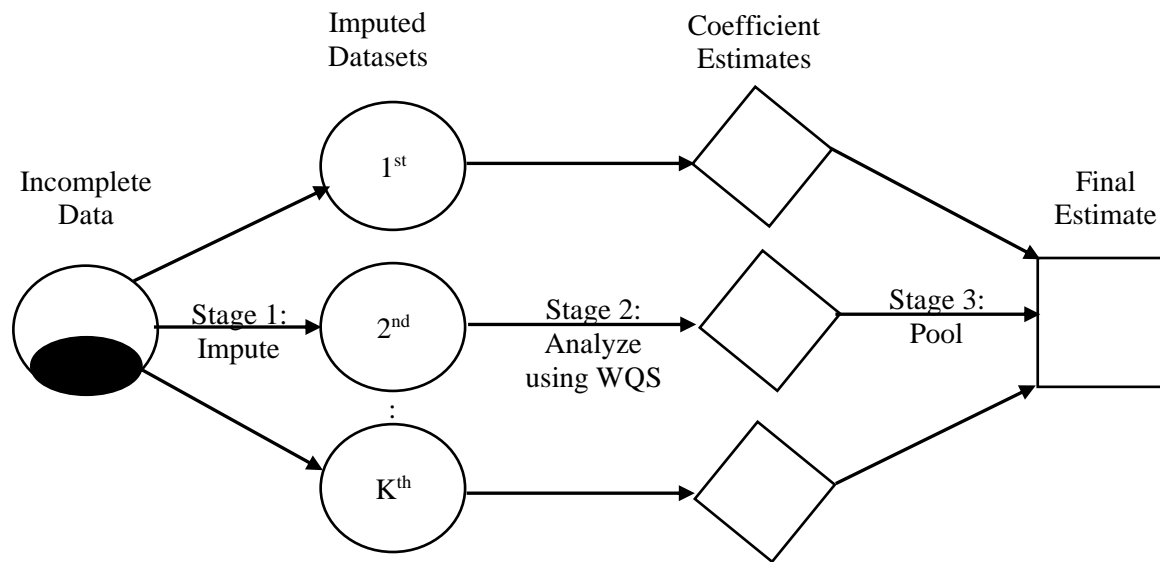 Imputed
Datasets
Coefficient
Estimates
Incomplete
Data
Final
Estimate
1st
Stage 1:
Impute
2nd
Stage 2:
Analyze
using WQS
Stage 3:
Pool
:
Kth